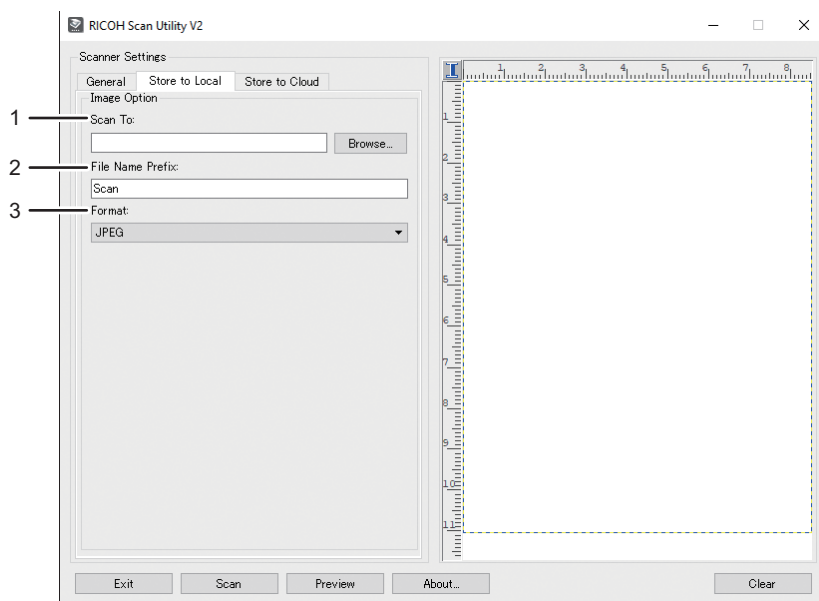 RICOH Scan Utility V2
Scanner Settings
General Store to Local Store to Cloud
Image Option
1 Scan To:
Browse...
2 File Name Prefix:
Scan
3 Format:
JPEG
1 2 3 4 5 6 7 8
1
2
3
4
5
6
7
8
9
10
11
Exit Scan Preview About... Clear